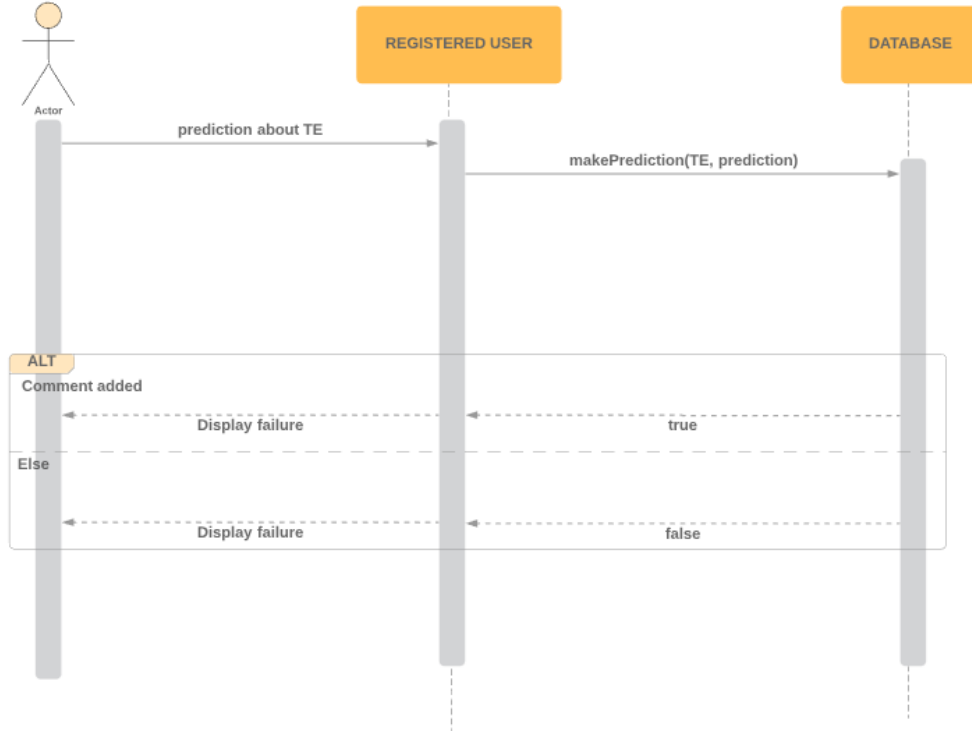 REGISTERED USER
DATABASE
Actor
prediction about TE
makePrediction(TE, prediction)
ALT
Comment added
Display failure
true
Else
Display failure
false